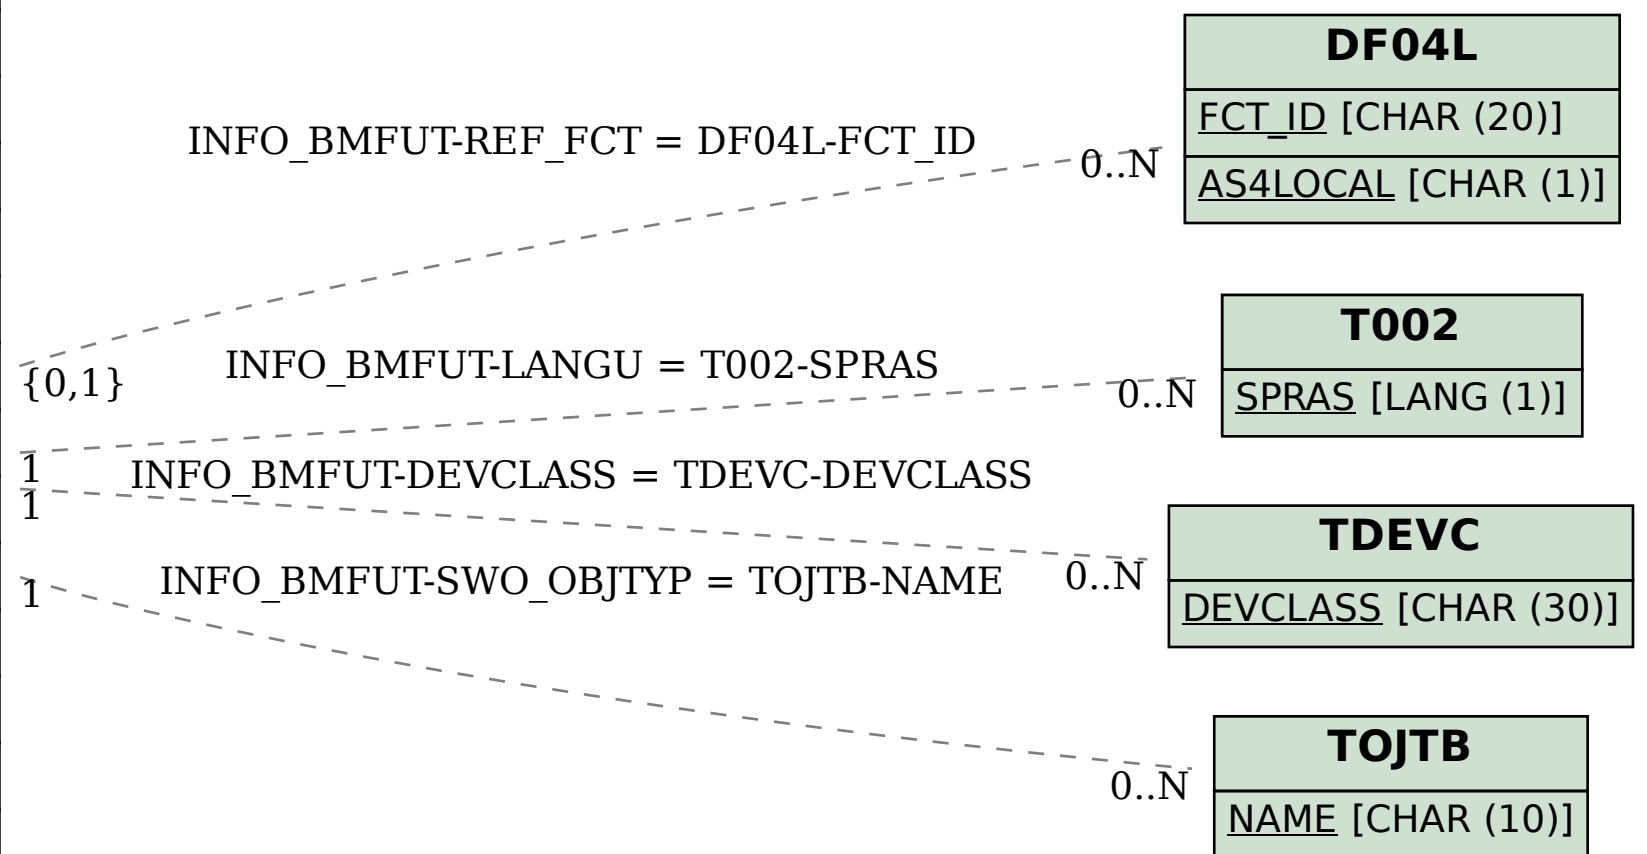 DF04L
FCT_ID [CHAR (20)]
AS4LOCAL [CHAR (1)]
INFO_BMFUT-REF_FCT = DF04L-FCT_ID
0..N
{0,1}
T002
SPRAS [LANG (1)]
INFO_BMFUT-LANGU = T002-SPRAS
0..N
1
INFO_BMFUT-DEVCLASS = TDEVC-DEVCLASS
1
TDEVC
DEVCLASS [CHAR (30)]
0..N
INFO_BMFUT-SWO_OBJTYP = TOJTB-NAME
1
TOJTB
NAME [CHAR (10)]
0..N